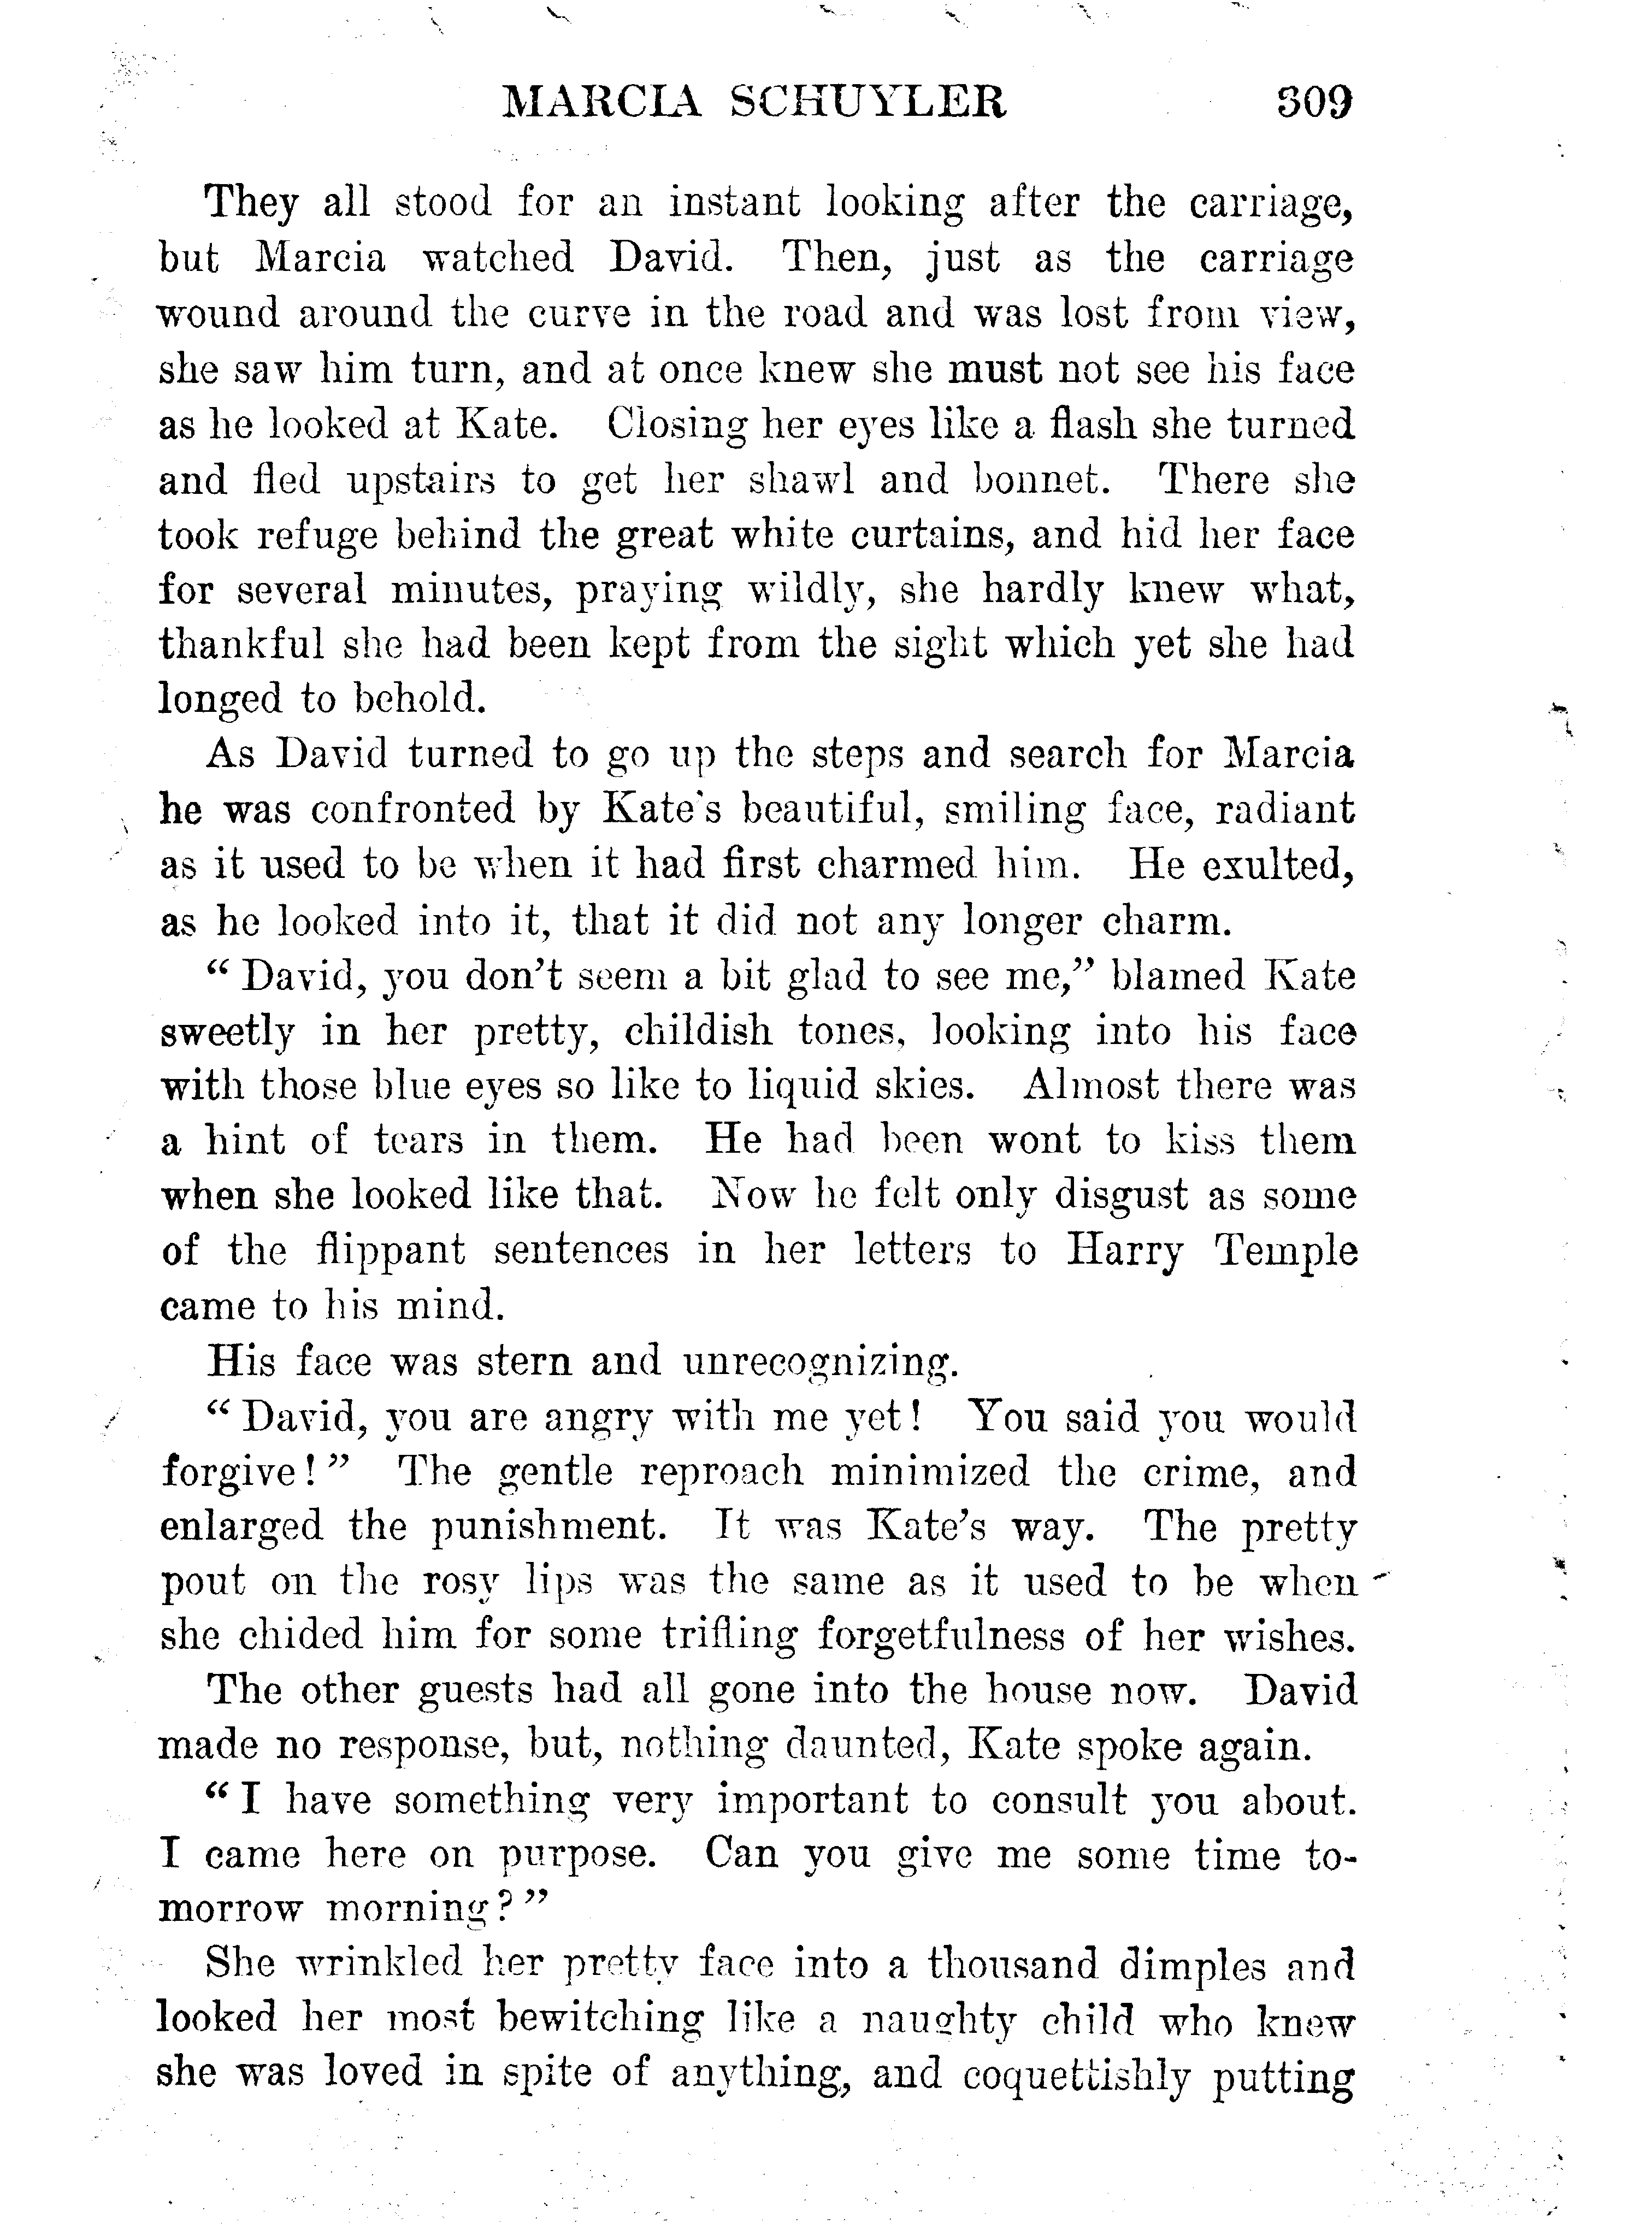 MARCIA SCHUYLER 309
They all stood for an instant looking after the carriage,
but Marcia watched David. Then, just as the carriage
wound around the curve in the road and was lost from view,
she saw him turn, and at once knew she must not see his face
as he looked at Kate. Closing her eyes like a flash she turned
and fled upstairs to get her shawl and bonnet. There she
took refuge behind the great white curtains, and hid her face
for several minutes, praying wildly, she hardly knew what,
thankful she had been kept from the sight which yet she had
longed to behold.
As David turned to go up the steps and search for Marcia
he was confronted by Kate's beautiful, smiling face, radiant
as it used to be when it had first charmed him. He exulted,
as he looked into it, that it did not any longer charm.
“David, you don't seem a bit glad to see me,” blamed Kate
sweetly in her pretty, childish tones, looking into his face
with those blue eyes so like to liquid skies. Almost there was
a hint of tears in them. He had been wont to kiss them
when she looked like that. Now he felt only disgust as some
of the flippant sentences in her letters to Harry Temple
came to his mind.
His face was stern and unrecognizing.
“David, you are angry with me yet! You said you would
forgive!” The gentle reproach minimized the crime, and
enlarged the punishment. It was Kate's way. The pretty
pout on the rosy lips was the same as it used to be when
she chided him for some trifling forgetfulness of her wishes.
The other guests had all gone into the house now. David
made no response, but, nothing daunted, Kate spoke again.
“I have something very important to consult you about.
I came here on purpose. Can you give me some time to-
morrow morning?”
She wrinkled her pretty face into a thousand dimples and
looked her most bewitching like a naughty child who knew
she was loved in spite of anything, and coquettishly putting